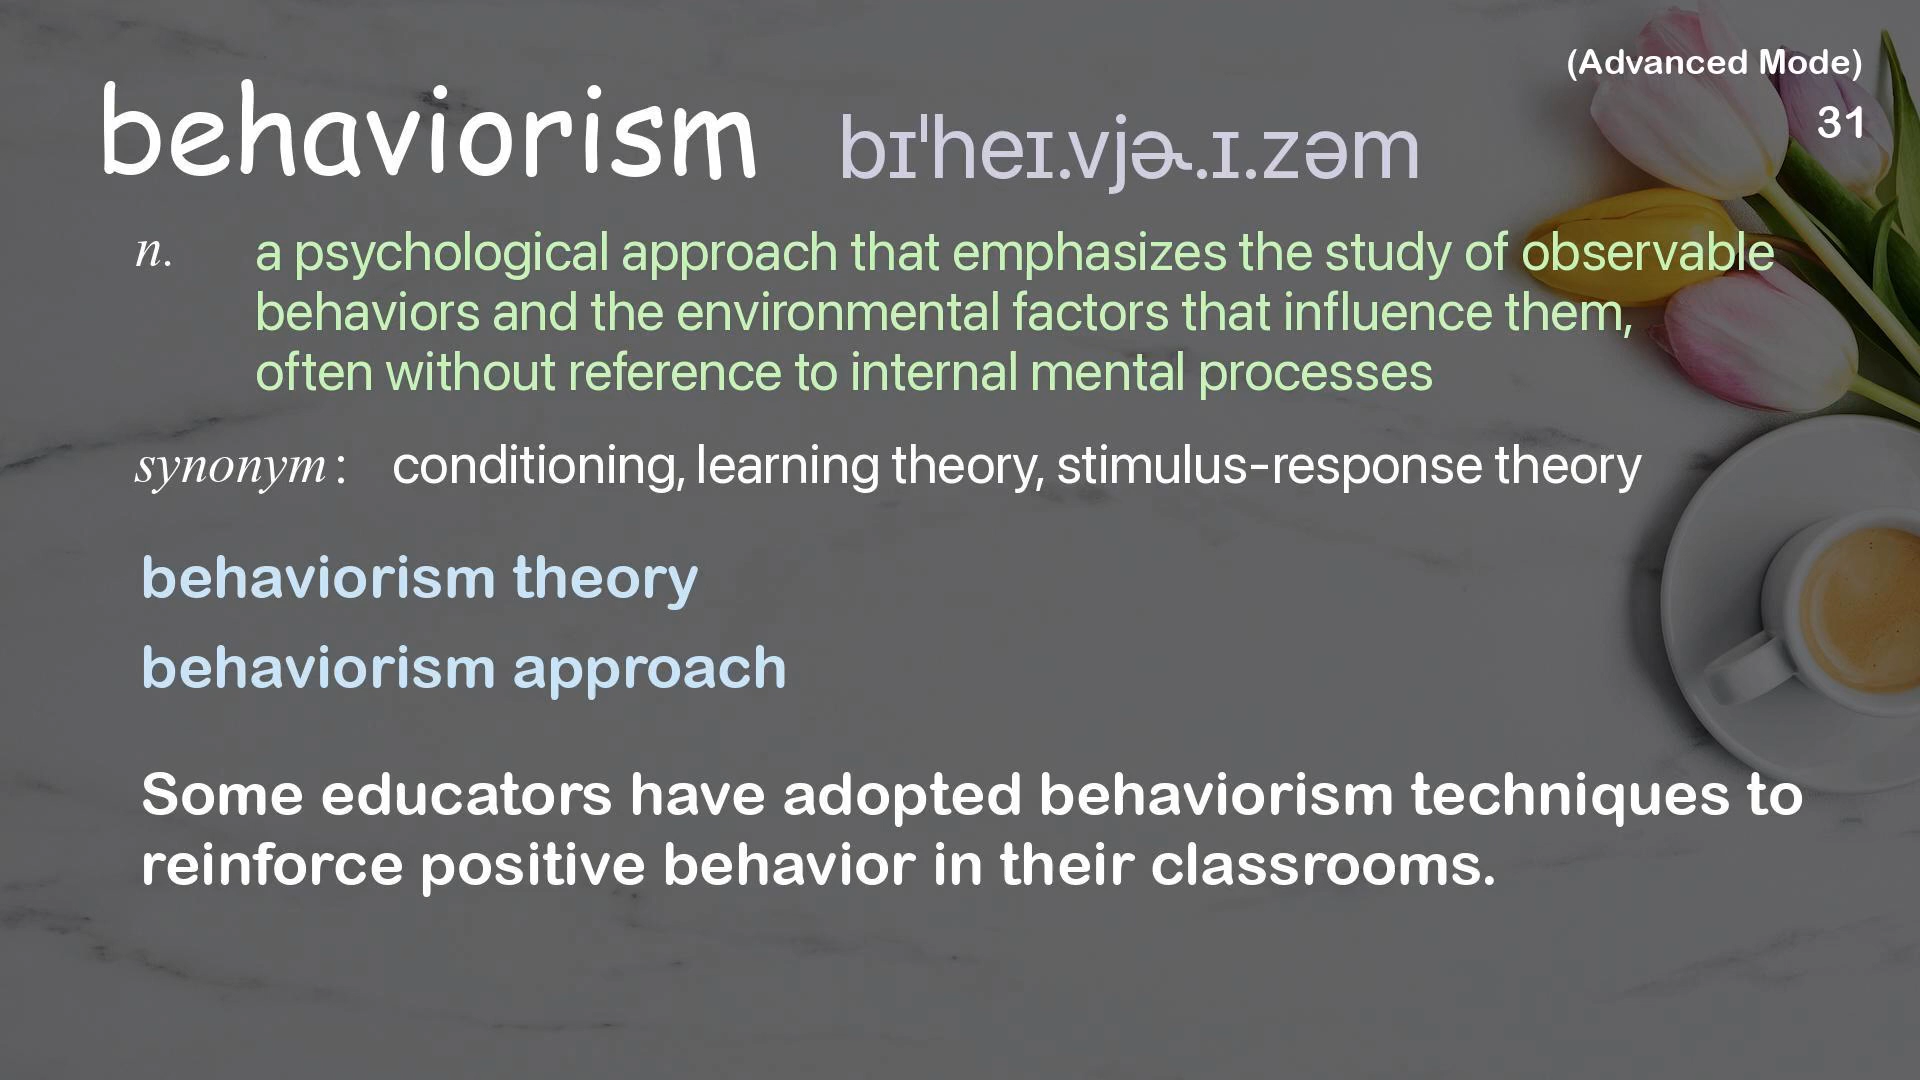 (Advanced Mode)
behaviorism bɪˈheɪ.vjɚ.ɪ.zəm
31
n. a psychological approach that emphasizes the study of observable
behaviors and the environmental factors that influence them,
often without reference to internal mental processes
synonym : conditioning, learning theory, stimulus-response theory
behaviorism theory
behaviorism approach
Some educators have adopted behaviorism techniques to
reinforce positive behavior in their classrooms.